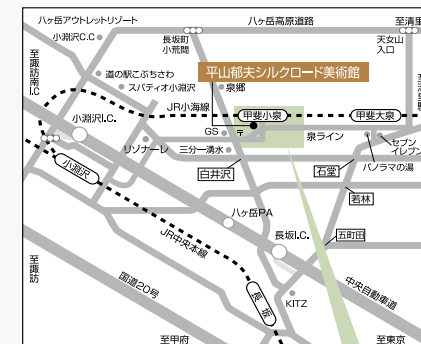 八ヶ岳アウトレットリゾート
八ヶ岳高原道路
至清里
小淵沢C.C
長坂町
小荒間
天女山
入口
至諏訪南I.C
道の駅こぶちさわ
平山郁夫シルクロード美術館
スパティオ小淵沢
泉郷
JR小海線
甲斐小泉
甲斐大泉
小淵沢I.C.
GS
〒
泉ライン
リゾナーレ
三分一湧水
セブン
イレブン
小淵沢
白井沢
石堂
パノラマの湯
若林
八ヶ岳PA
長坂I.C.
五町田
JR中央本線
至諏訪
国道20号
長坂
KITZ
中央自動車道
至甲府
至東京